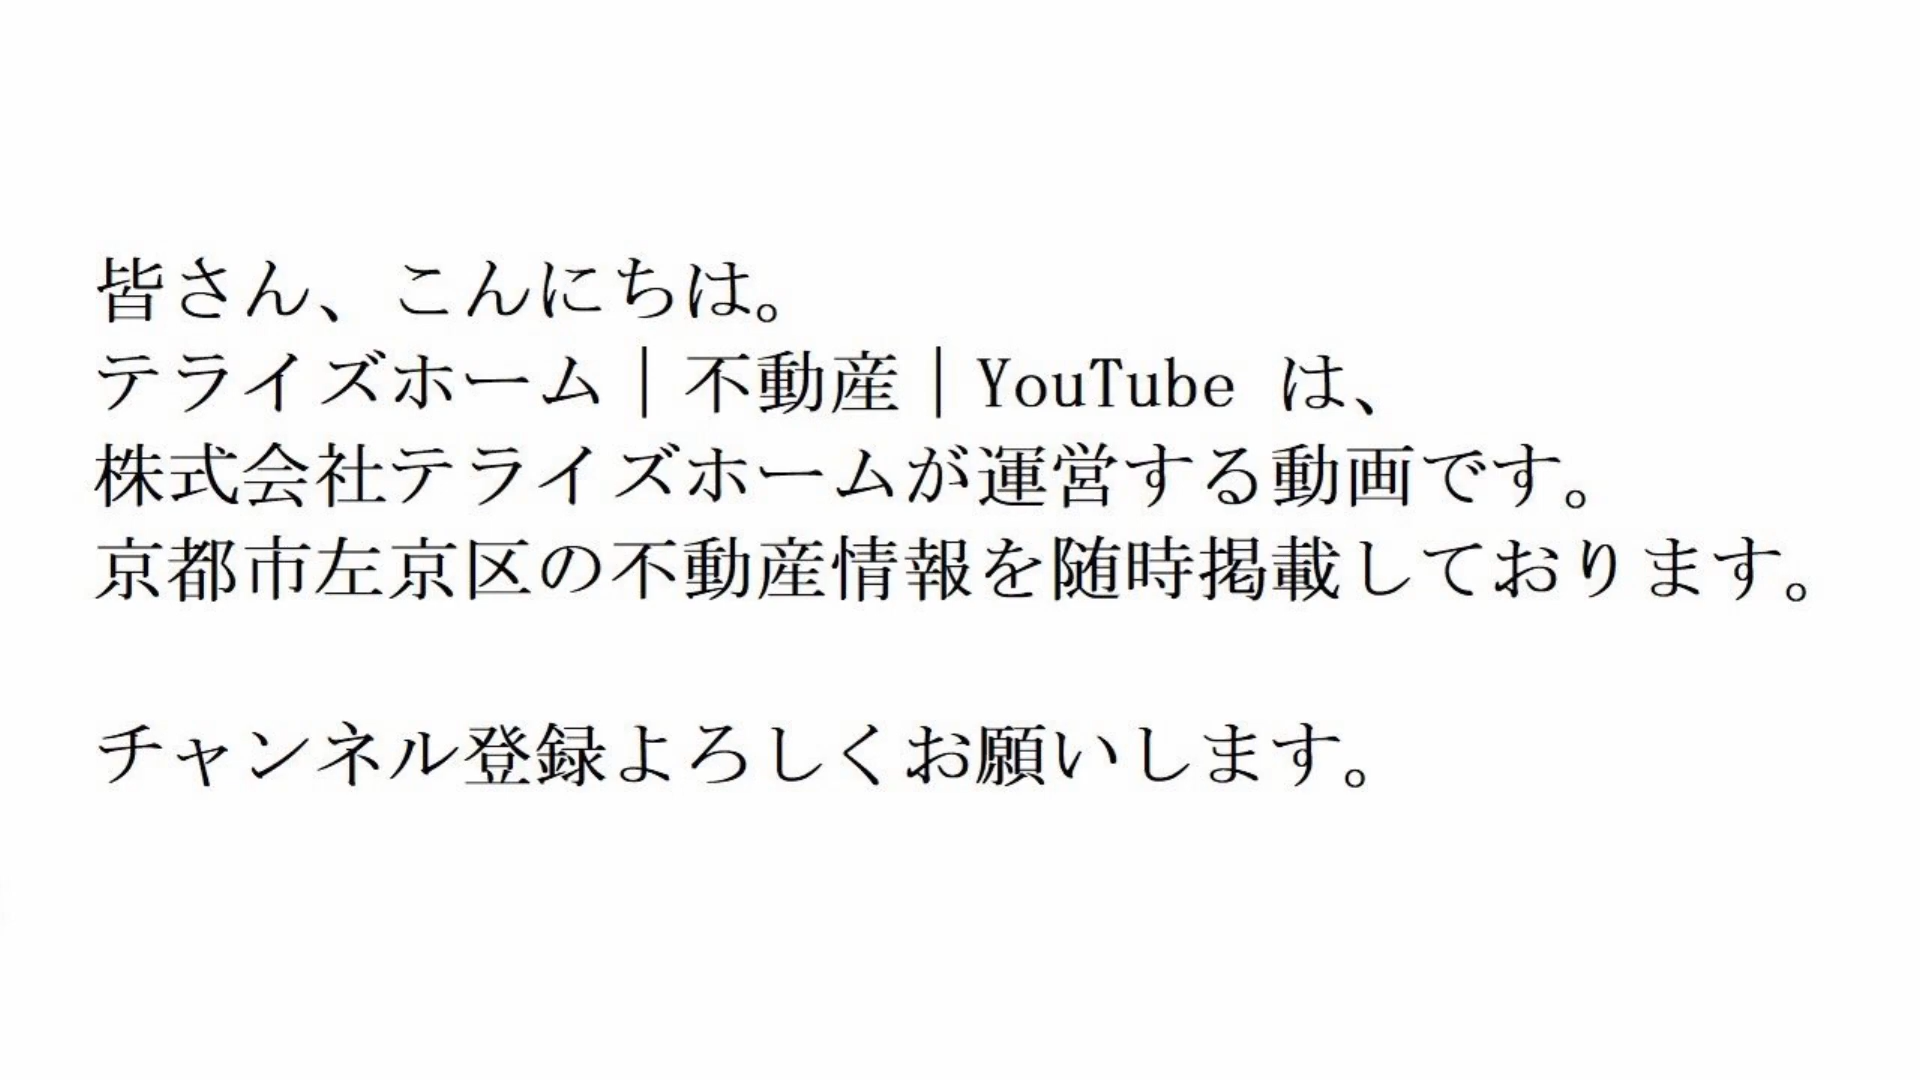 皆さん、こんにちは。
テライズホーム｜不動産｜YouTube は、
株式会社テライズホームが運営する動画です。
京都市左京区の不動産情報を随時掲載しております。
チャンネル登録よろしくお願いします。